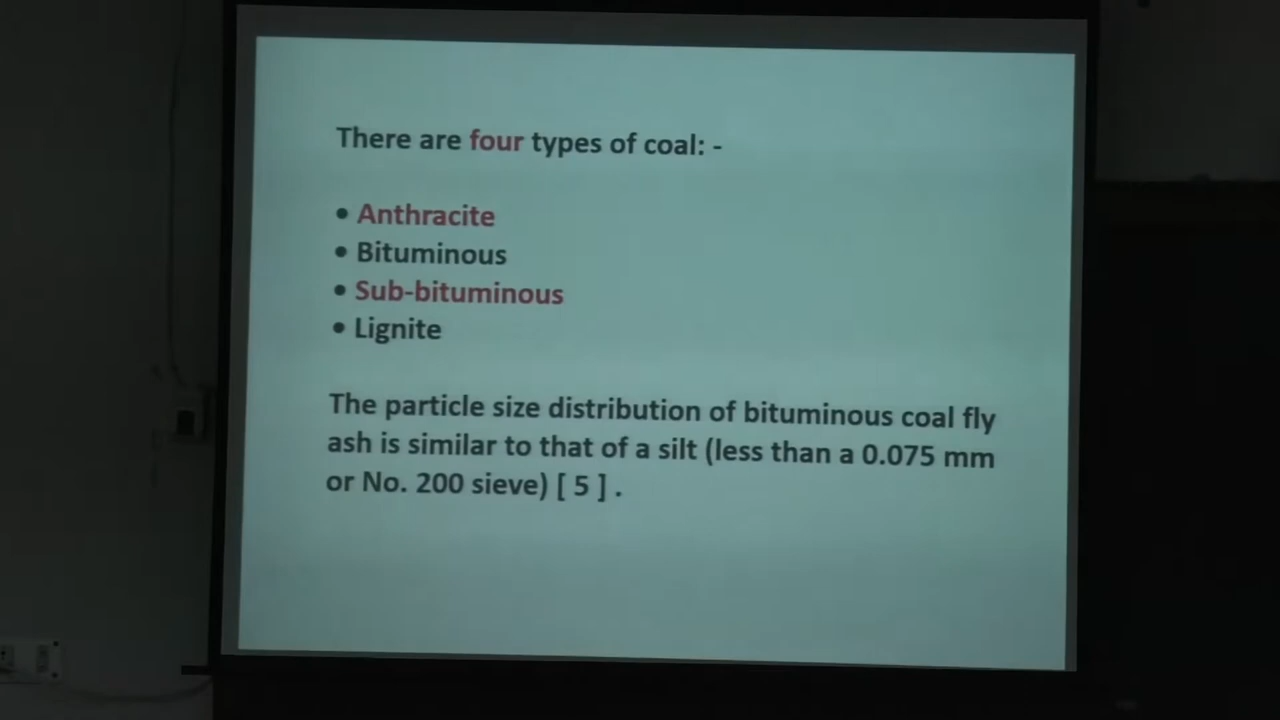 There are four types of coal: -
• Anthracite
• Bituminous
• Sub-bituminous
• Lignite
The particle size distribution of bituminous coal fly
ash is similar to that of a silt (less than a 0.075 mm
or No. 200 sieve) [ 5 ] .